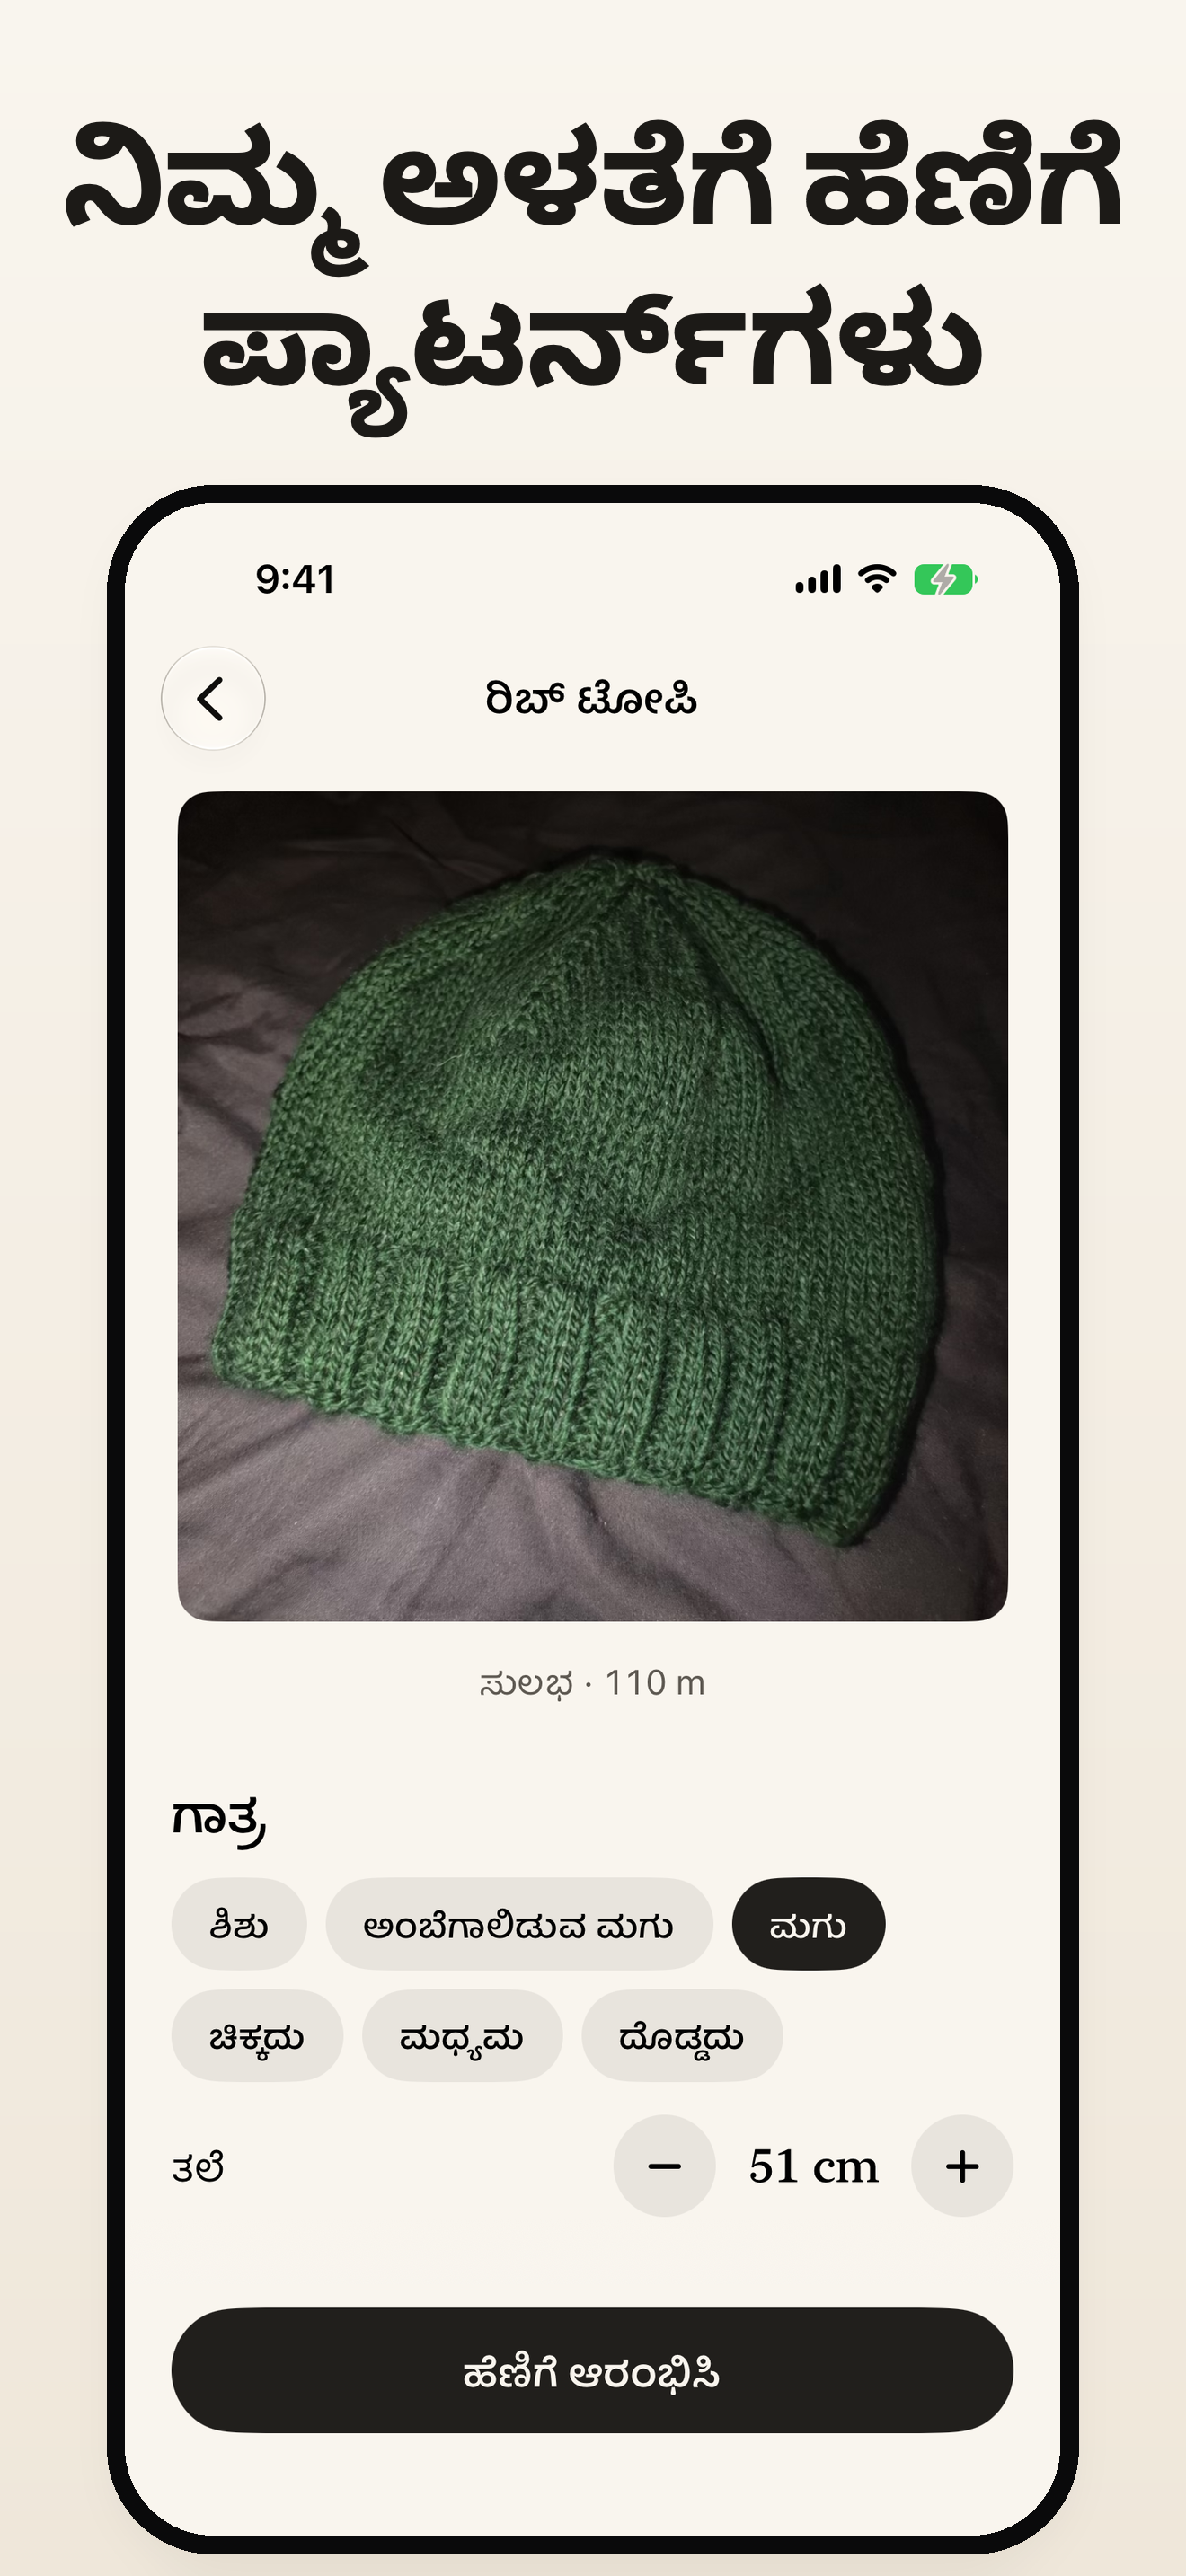 ನಿಮ್ಮ ಅಳತೆಗೆ ಹೆಣಿಗೆ
ಪ್ಯಾಟರ್ನ್‌ಗಳು
9:41
ರಿಬ್ ಟೋಪಿ
ಸುಲಭ · 110 m
ಗಾತ್ರ
ಶಿಶು ಅಂಬೆಗಾಲಿಡುವ ಮಗು ಮಗು
ಚಿಕ್ಕದು ಮಧ್ಯಮ ದೊಡ್ಡದು
ತಲೆ − 51 cm +
ಹೆಣಿಗೆ ಆರಂಭಿಸಿ